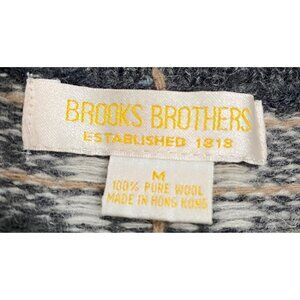 BROOKS BROTHERS
ESTABLISHED 1818
M
100% PURE WOOL
MADE IN HONG KONG